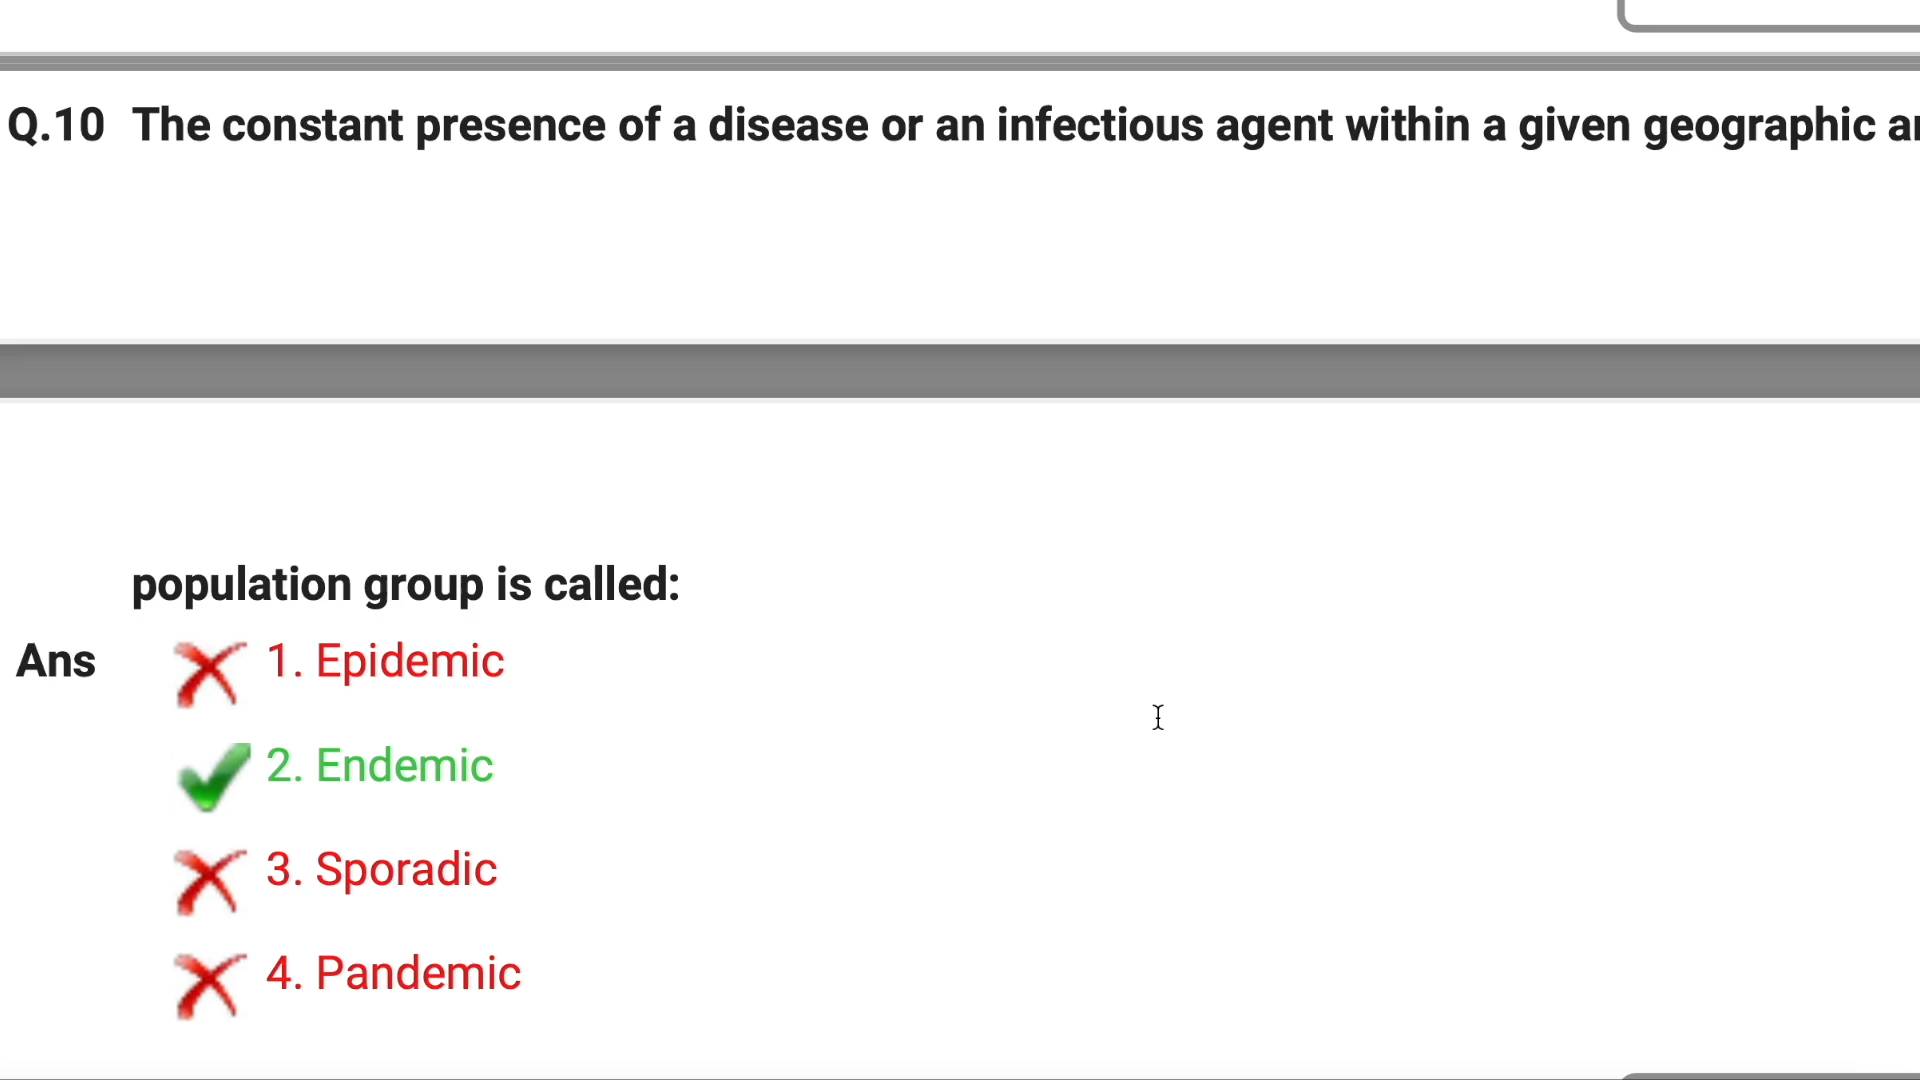 Q.10 The constant presence of a disease or an infectious agent within a given geographic
population group is called:
Ans 1. Epidemic
2. Endemic
3. Sporadic
4. Pandemic